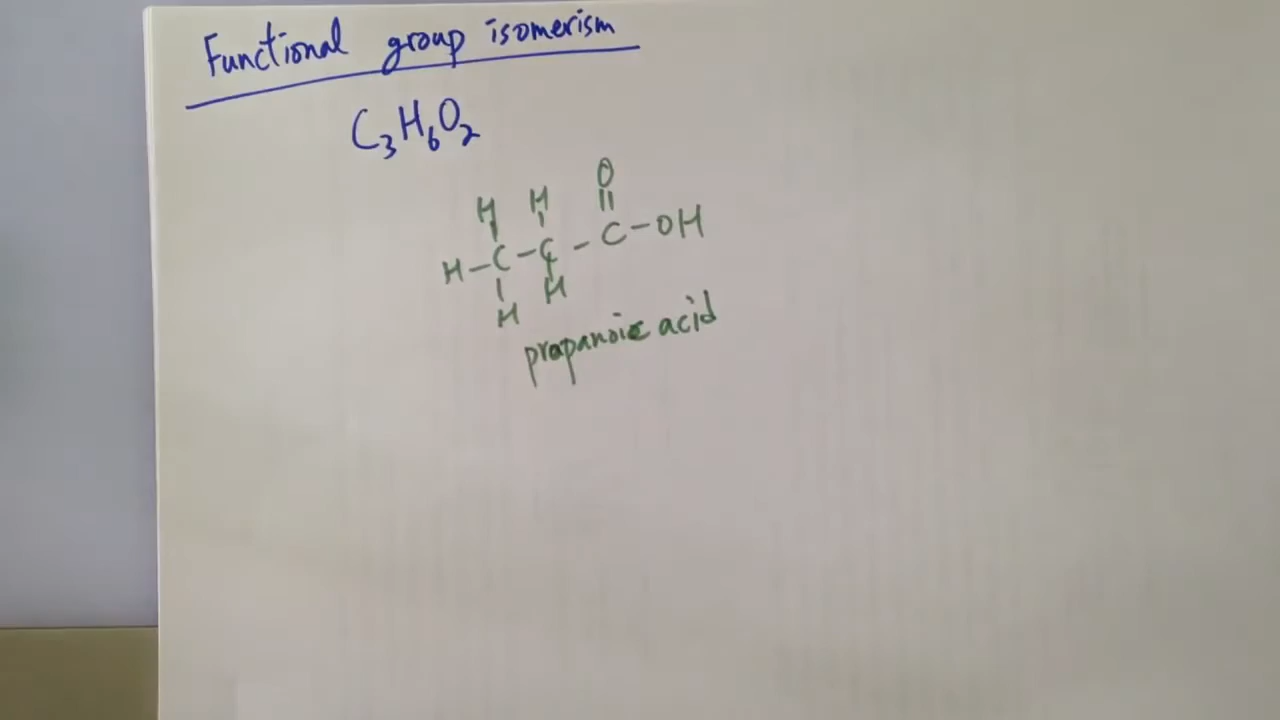 Functional group isomerism
C₃H₆O₂
O
H H ||
| | C-OH
H-C-C-
| H
H
propanoic acid